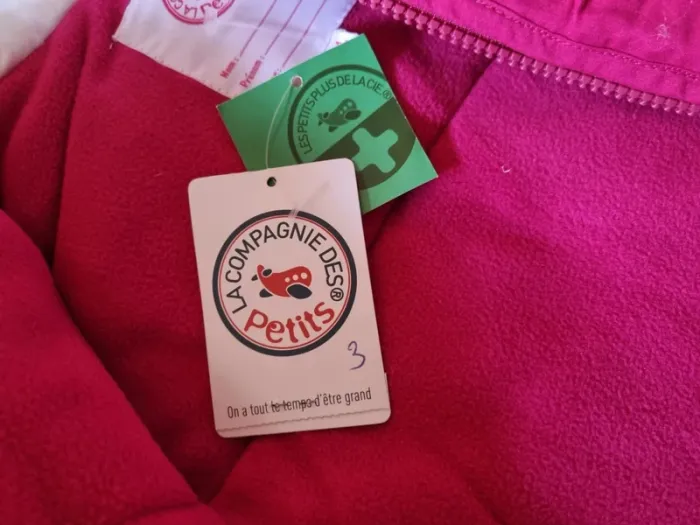 Nom :
Prénom :
LES PETITS PLUS DE LA CIE ®
LA COMPAGNIE DES ®
Petits
3
On a tout le temps d'être grand